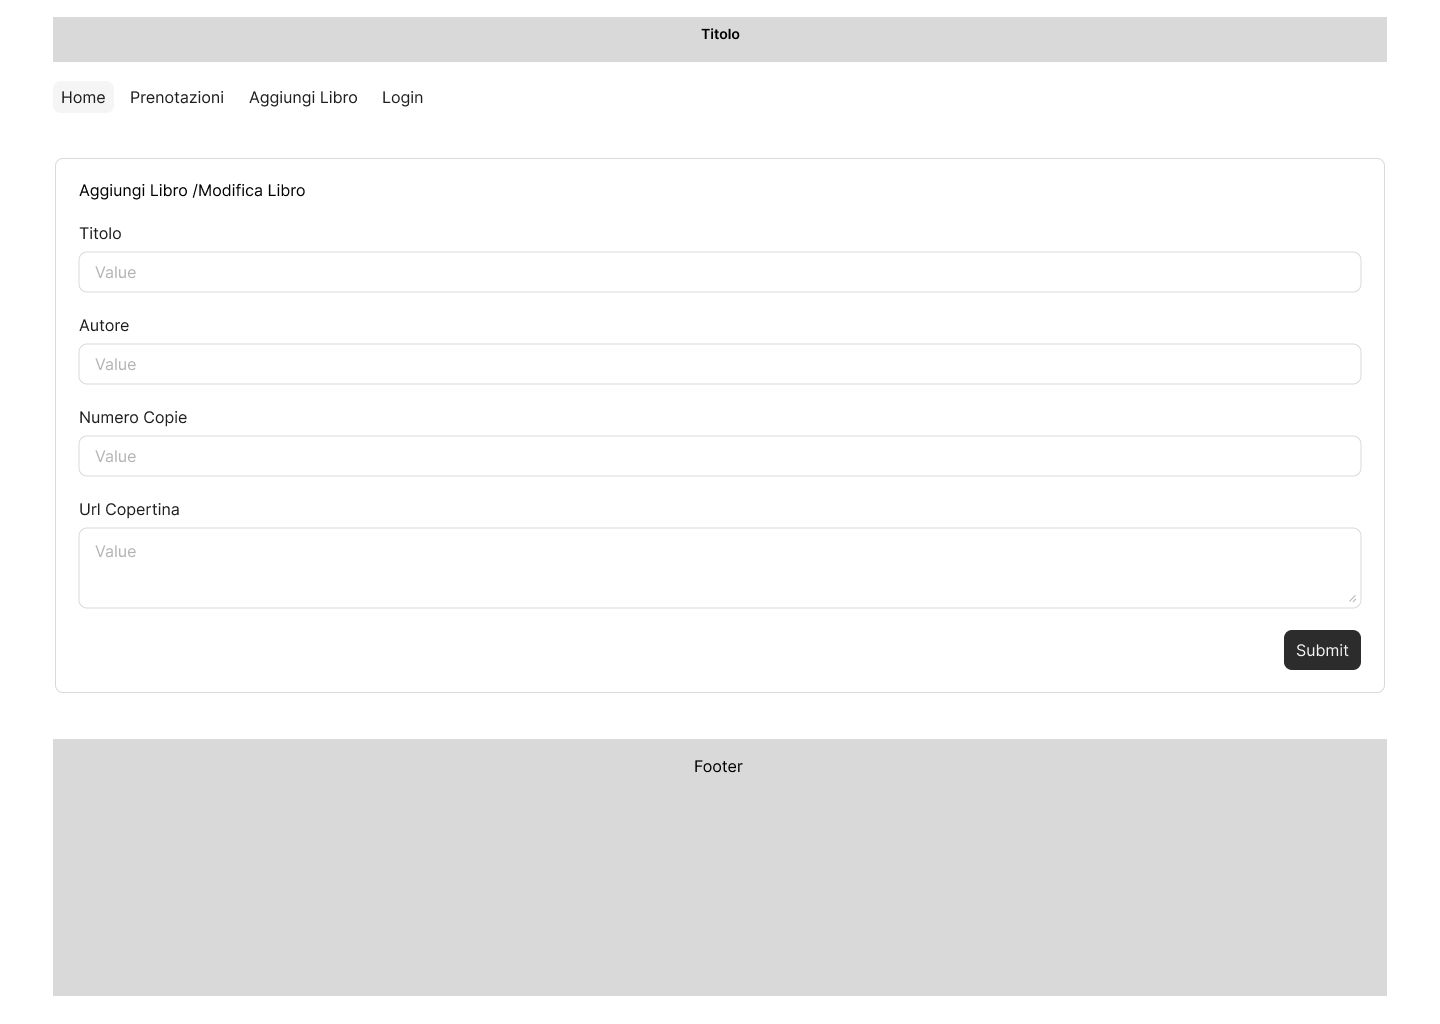 Titolo
Home Prenotazioni Aggiungi Libro Login
Aggiungi Libro /Modifica Libro
Titolo
Value
Autore
Value
Numero Copie
Value
Url Copertina
Value
Submit
Footer